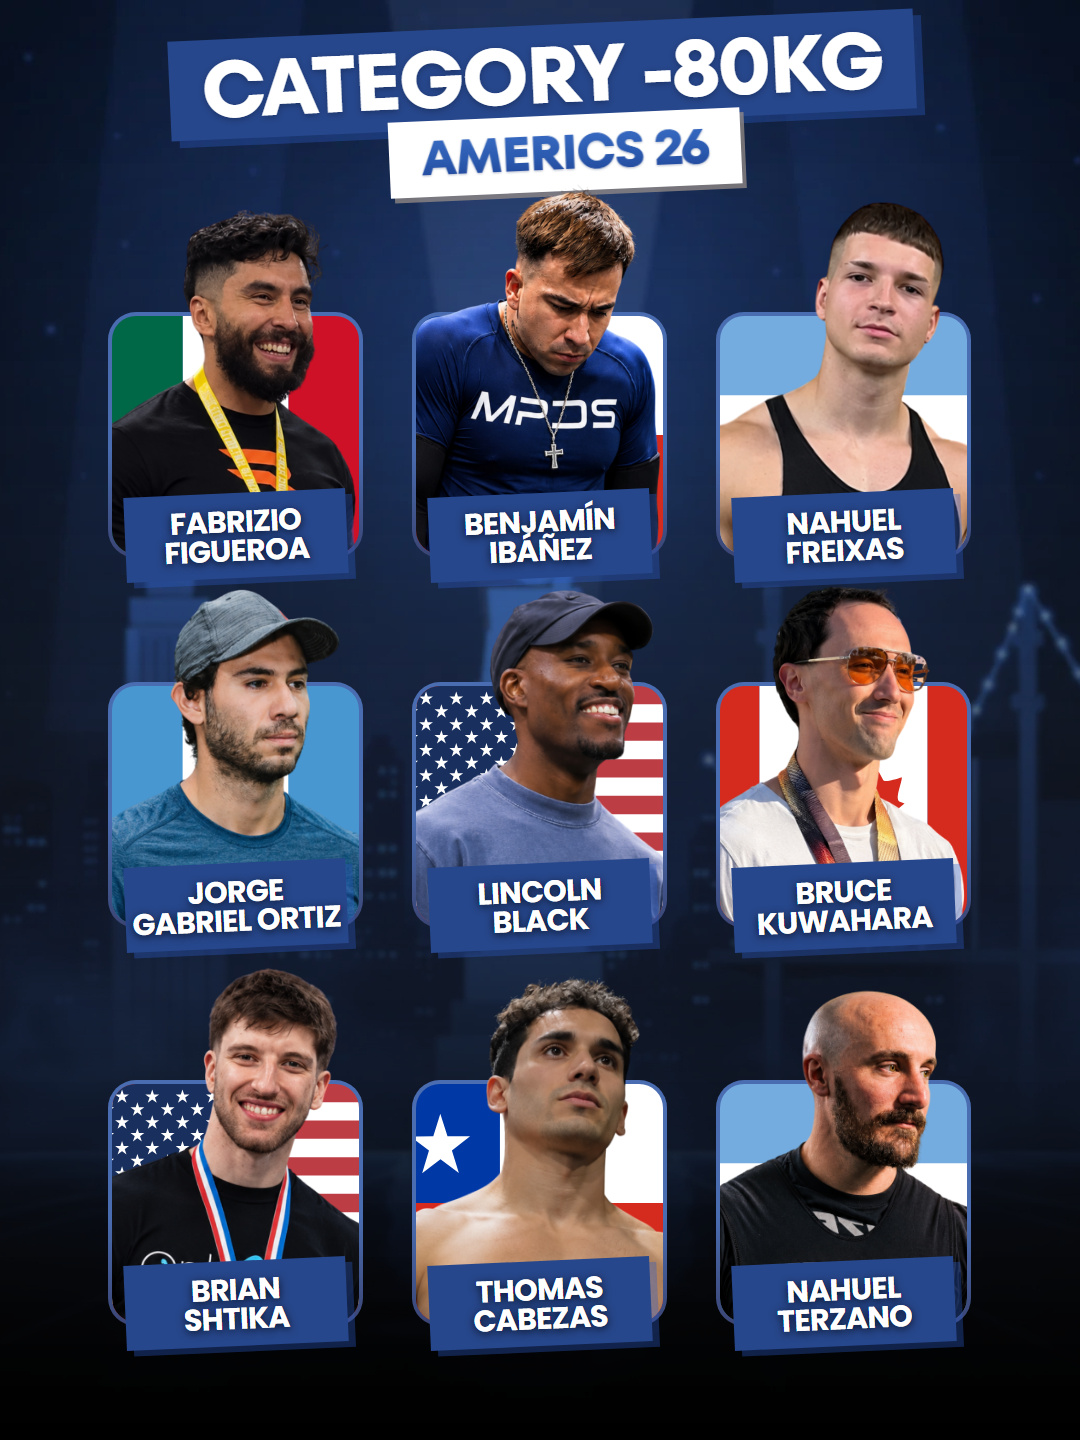 CATEGORY -80KG
AMERICS 26
MPDS
FABRIZIO
FIGUEROA
BENJAMÍN
IBÁÑEZ
NAHUEL
FREIXAS
JORGE
GABRIEL ORTIZ
LINCOLN
BLACK
BRUCE
KUWAHARA
BRIAN
SHTIKA
THOMAS
CABEZAS
NAHUEL
TERZANO